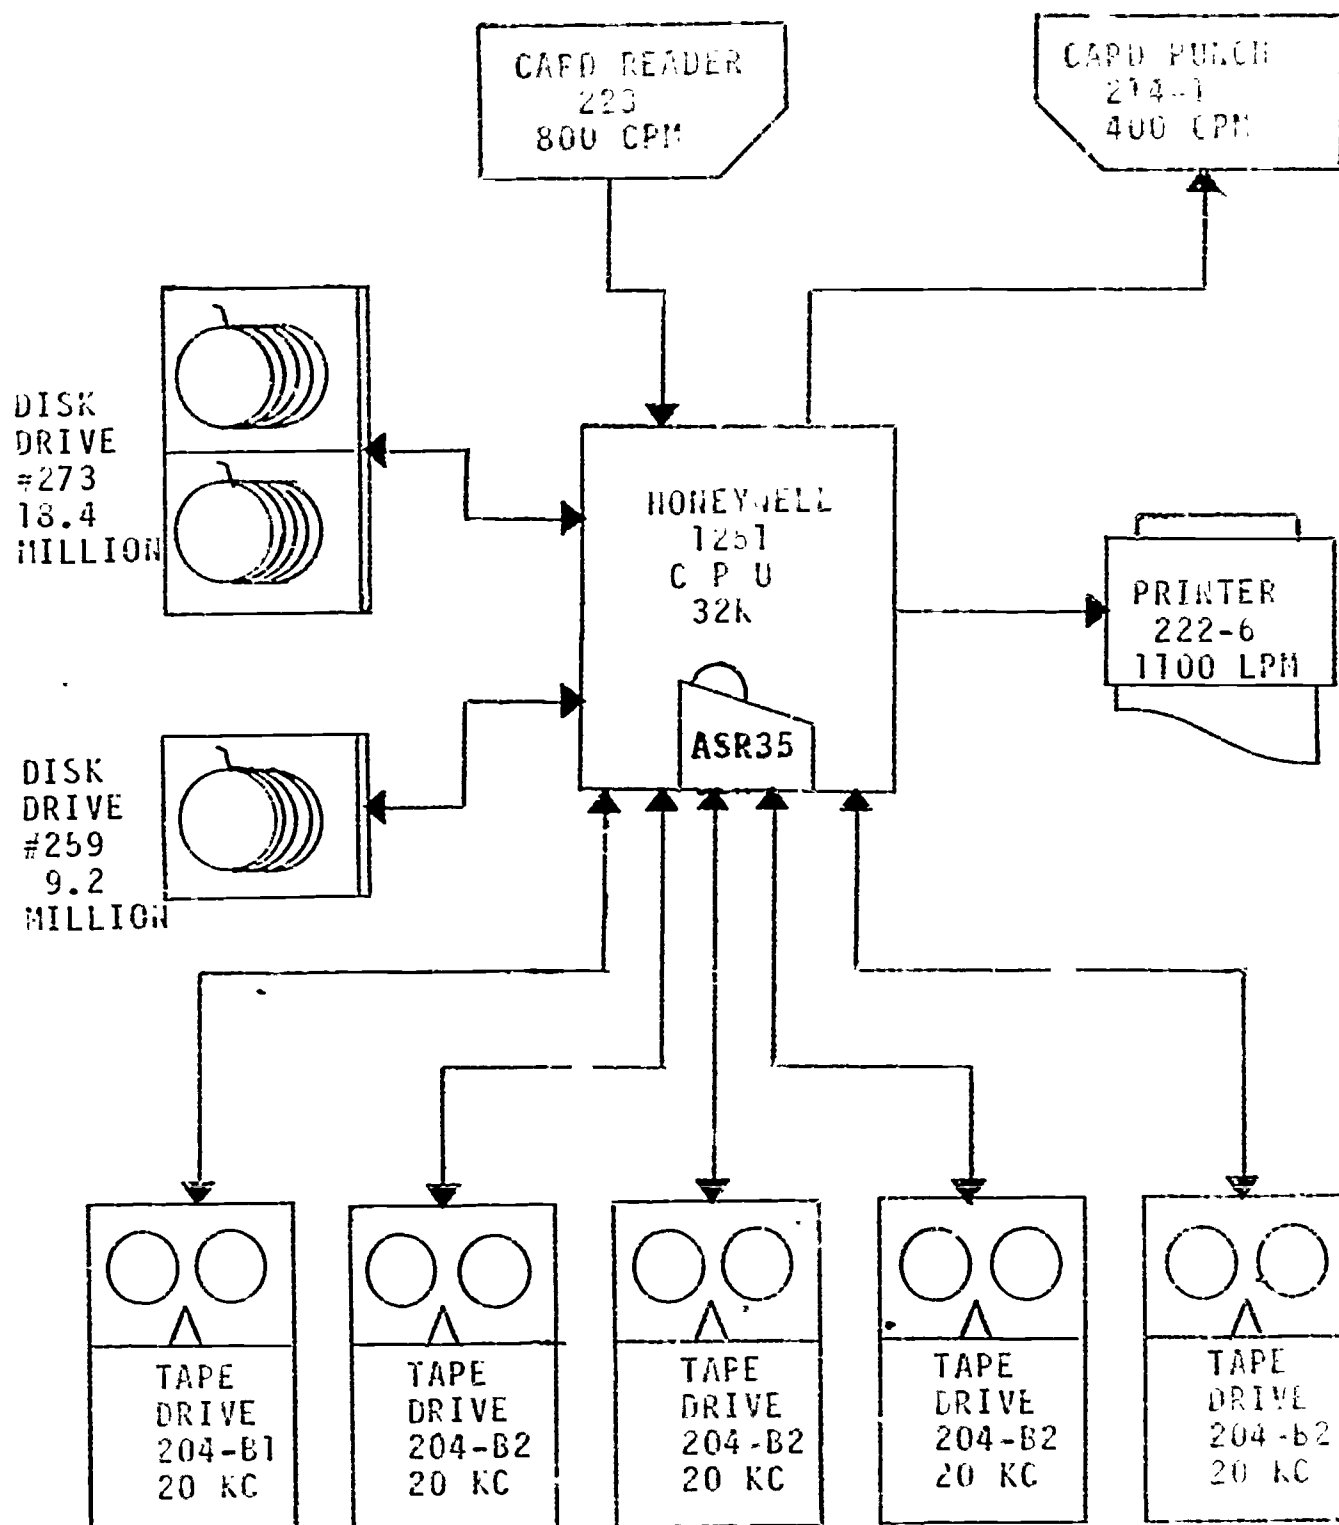 CARD READER
223
800 CPM
CARD PUNCH
214-1
400 CPM
DISK
DRIVE
#273
18.4
MILLION
HONEYWELL
1251
C P U
32K
ASR35
PRINTER
222-6
1100 LPM
DISK
DRIVE
#259
9.2
MILLION
TAPE
DRIVE
204-B1
20 KC
TAPE
DRIVE
204-B2
20 KC
TAPE
DRIVE
204-B2
20 KC
TAPE
DRIVE
204-B2
20 KC
TAPE
DRIVE
204-B2
20 KC